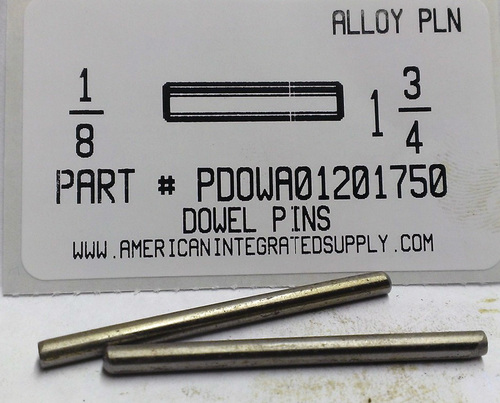 ALLOY PLN
1/8
1 3/4
PART # PDOWA01201750
DOWEL PINS
WWW.AMERICANINTEGRATEDSUPPLY.COM